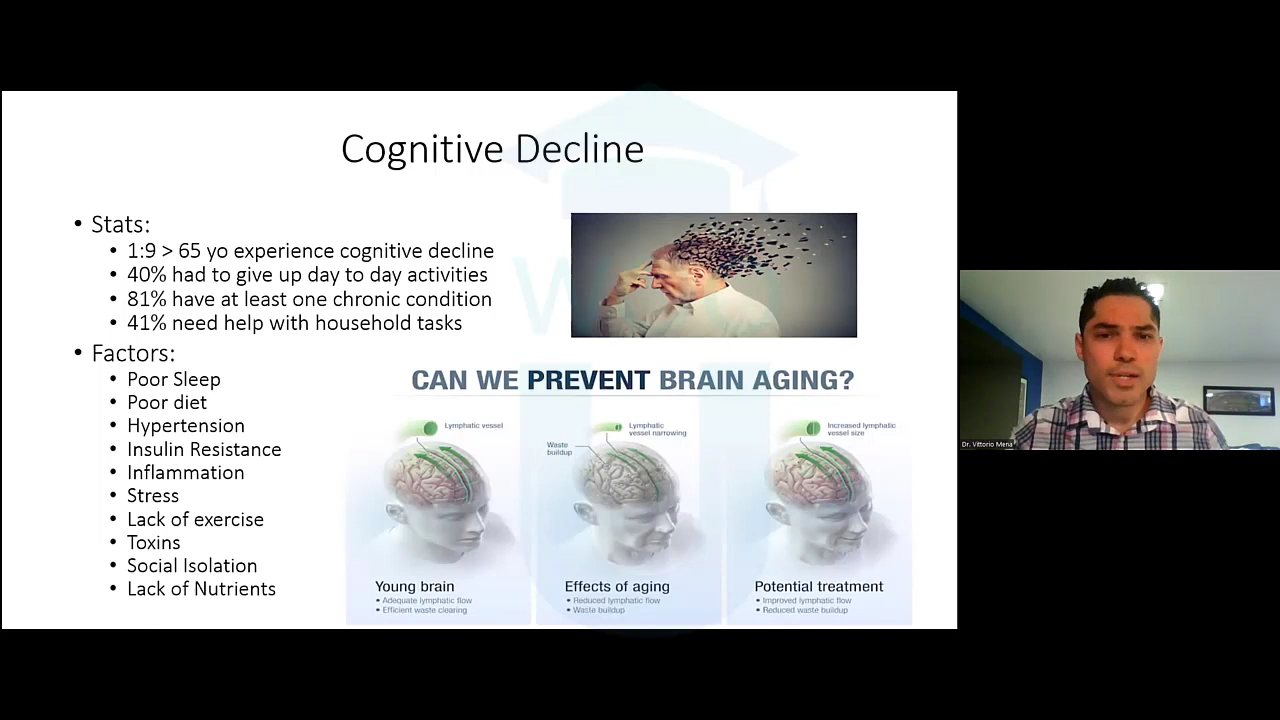 Cognitive Decline
• Stats:
• 1:9 > 65 yo experience cognitive decline
• 40% had to give up day to day activities
• 81% have at least one chronic condition
• 41% need help with household tasks
• Factors:
• Poor Sleep
• Poor diet
• Hypertension
• Insulin Resistance
• Inflammation
• Stress
• Lack of exercise
• Toxins
• Social Isolation
• Lack of Nutrients
CAN WE PREVENT BRAIN AGING?
Lymphatic vessel
Young brain
• Adequate lymphatic flow
• Efficient waste clearing
Lymphatic
vessel narrowing
Waste
buildup
Effects of aging
• Reduced lymphatic flow
• Waste buildup
Increased lymphatic
vessel size
Potential treatment
• Improved lymphatic flow
• Reduced waste buildup
Dr. Vittorio Mena